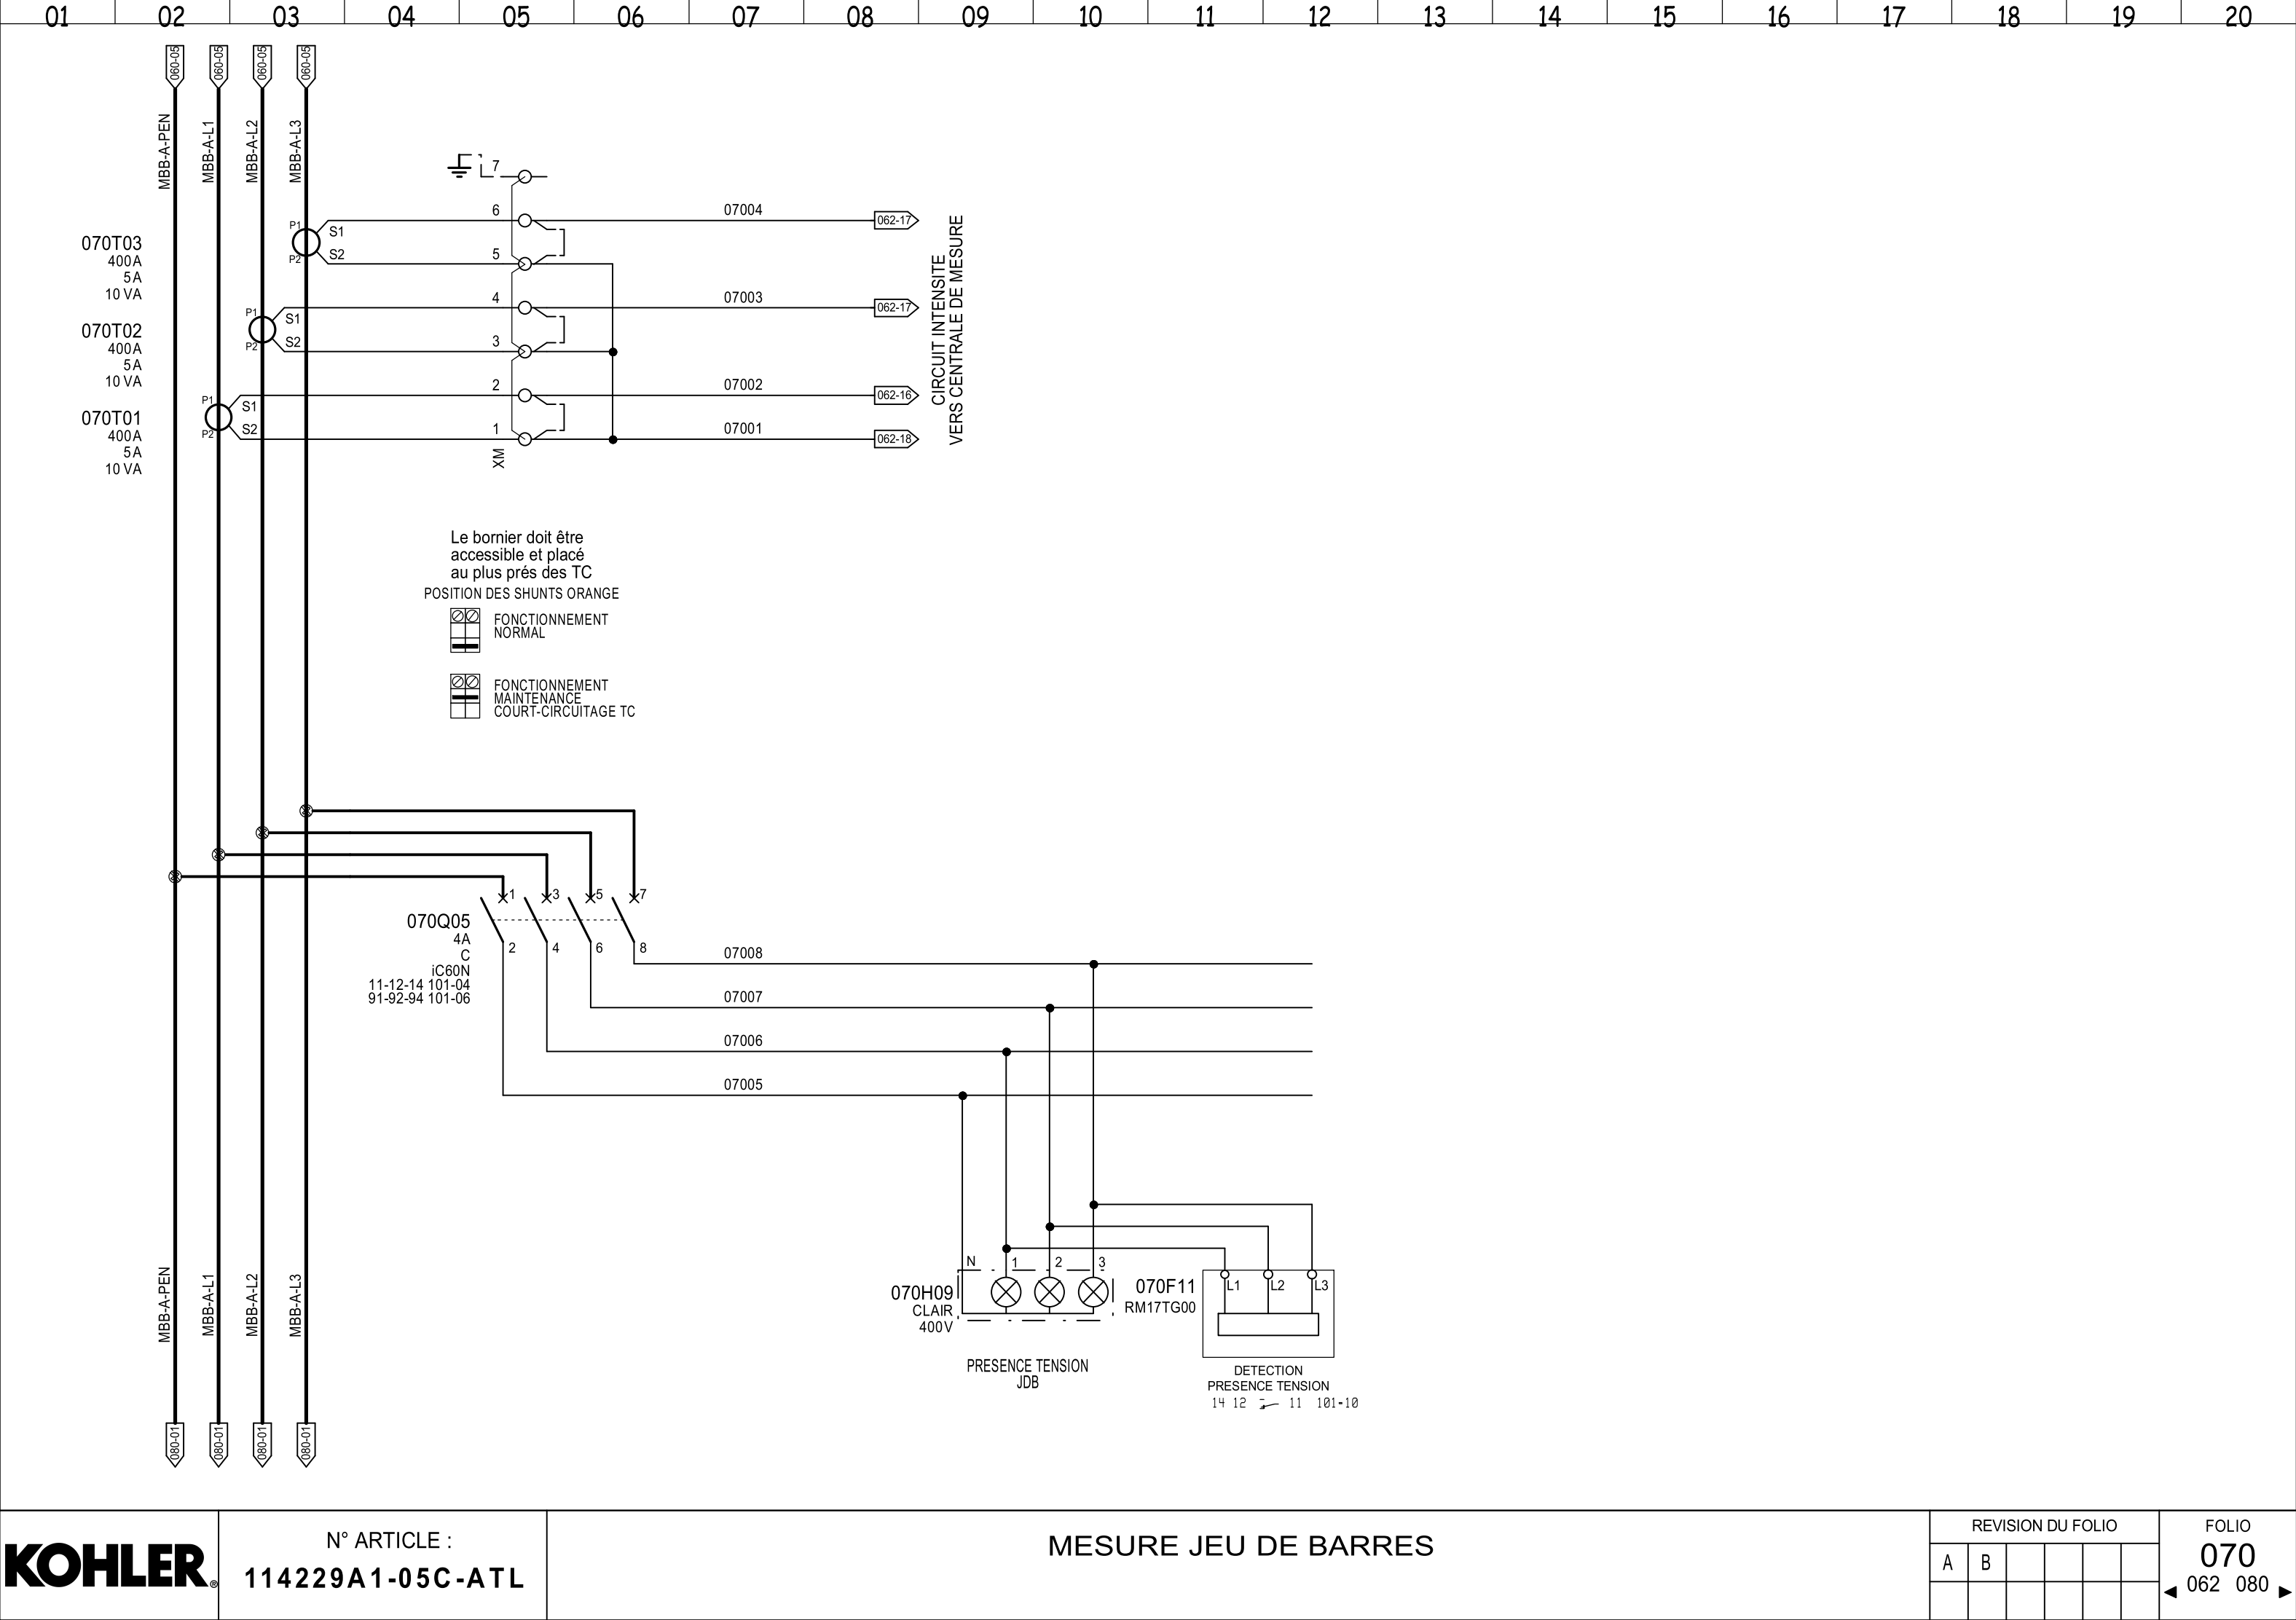 01 02 03 04 05 06 07 08 09 10 11 12 13 14 15 16 17 18 19 20
060-05 060-05 060-05 060-05
MBB-A-PEN MBB-A-L1 MBB-A-L2 MBB-A-L3
7
6 07004 062-17
P1 S1
070T03
P2 S2 5
400A
5A
10 VA
4 07003 062-17
P1 S1
070T02
P2 S2 3
400A
5A
10 VA
2 07002 062-16
P1 S1
070T01
P2 S2 1 07001 062-18
400A
5A
10 VA
XM
CIRCUIT INTENSITE
VERS CENTRALE DE MESURE
Le bornier doit être
accessible et placé
au plus prés des TC
POSITION DES SHUNTS ORANGE
FONCTIONNEMENT
NORMAL
FONCTIONNEMENT
MAINTENANCE
COURT-CIRCUITAGE TC
1 3 5 7
070Q05
4A
C
iC60N
11-12-14 101-04
91-92-94 101-06
2 4 6 8
07008
07007
07006
07005
N 1 2 3
070H09
CLAIR
400V
PRESENCE TENSION
JDB
070F11
RM17TG00
L1 L2 L3
DETECTION
PRESENCE TENSION
14 12 11 101-10
MBB-A-PEN MBB-A-L1 MBB-A-L2 MBB-A-L3
080-01 080-01 080-01 080-01
KOHLER®
N° ARTICLE :
114229A1-05C-ATL
MESURE JEU DE BARRES
REVISION DU FOLIO
A B
FOLIO
070
062 080